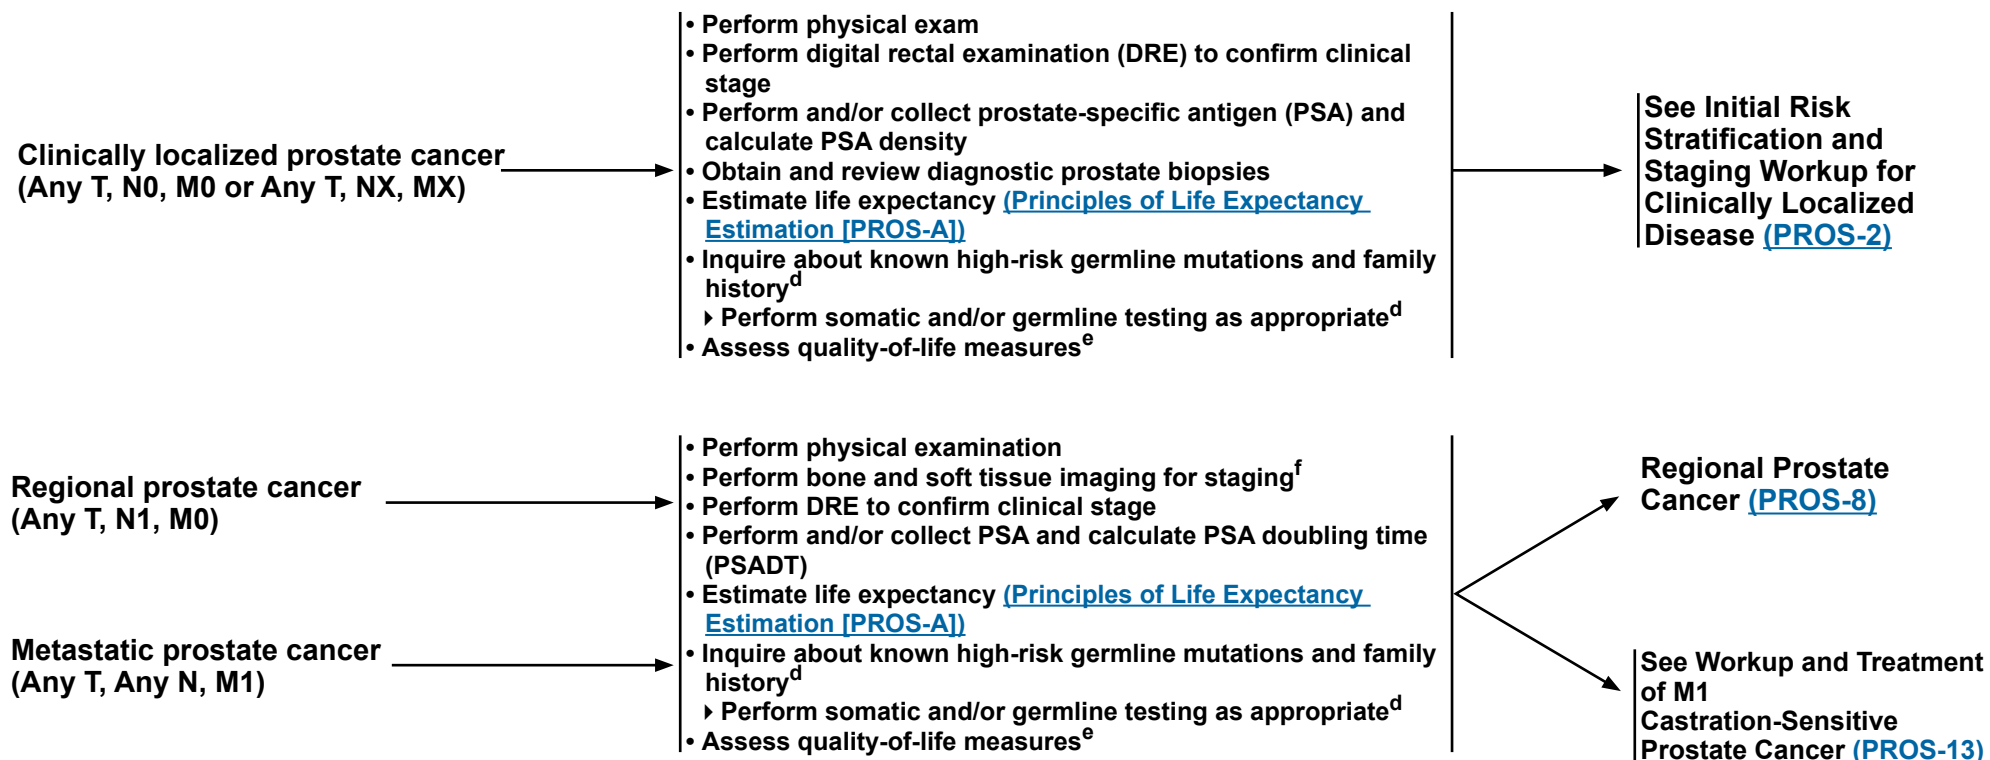 Clinically localized prostate cancer
(Any T, N0, M0 or Any T, NX, MX)
• Perform physical exam
• Perform digital rectal examination (DRE) to confirm clinical
stage
• Perform and/or collect prostate-specific antigen (PSA) and
calculate PSA density
• Obtain and review diagnostic prostate biopsies
• Estimate life expectancy (Principles of Life Expectancy
Estimation [PROS-A])
• Inquire about known high-risk germline mutations and family
historyd
▸ Perform somatic and/or germline testing as appropriated
• Assess quality-of-life measurese
See Initial Risk
Stratification and
Staging Workup for
Clinically Localized
Disease (PROS-2)
Regional prostate cancer
(Any T, N1, M0)
Metastatic prostate cancer
(Any T, Any N, M1)
• Perform physical examination
• Perform bone and soft tissue imaging for stagingf
• Perform DRE to confirm clinical stage
• Perform and/or collect PSA and calculate PSA doubling time
(PSADT)
• Estimate life expectancy (Principles of Life Expectancy
Estimation [PROS-A])
• Inquire about known high-risk germline mutations and family
historyd
▸ Perform somatic and/or germline testing as appropriated
• Assess quality-of-life measurese
Regional Prostate
Cancer (PROS-8)
See Workup and Treatment
of M1
Castration-Sensitive
Prostate Cancer (PROS-13)